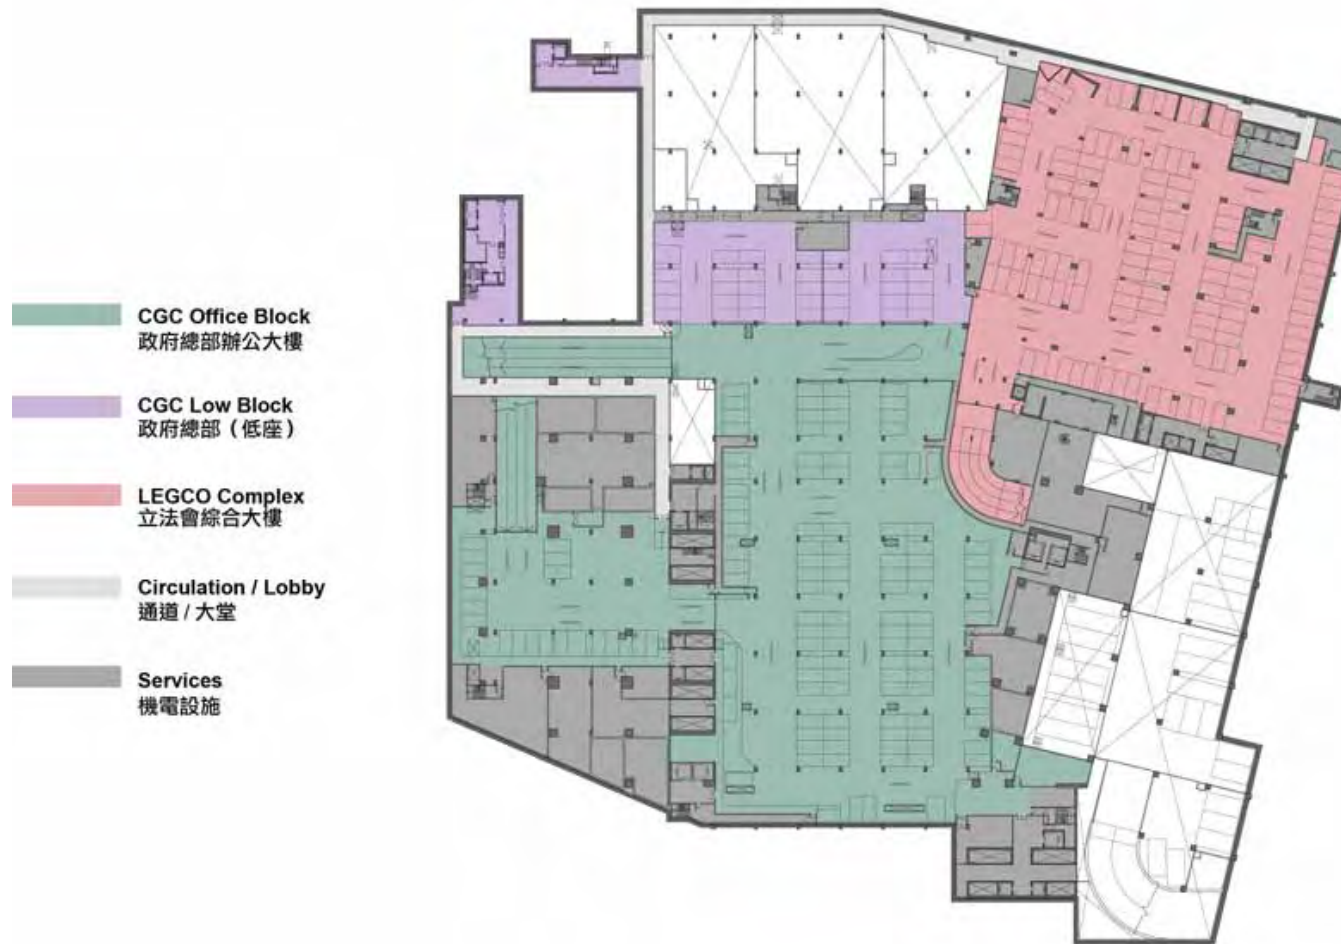 CGC Office Block
政府總部辦公大樓
CGC Low Block
政府總部（低座）
LEGCO Complex
立法會綜合大樓
Circulation / Lobby
通道 / 大堂
Services
機電設施